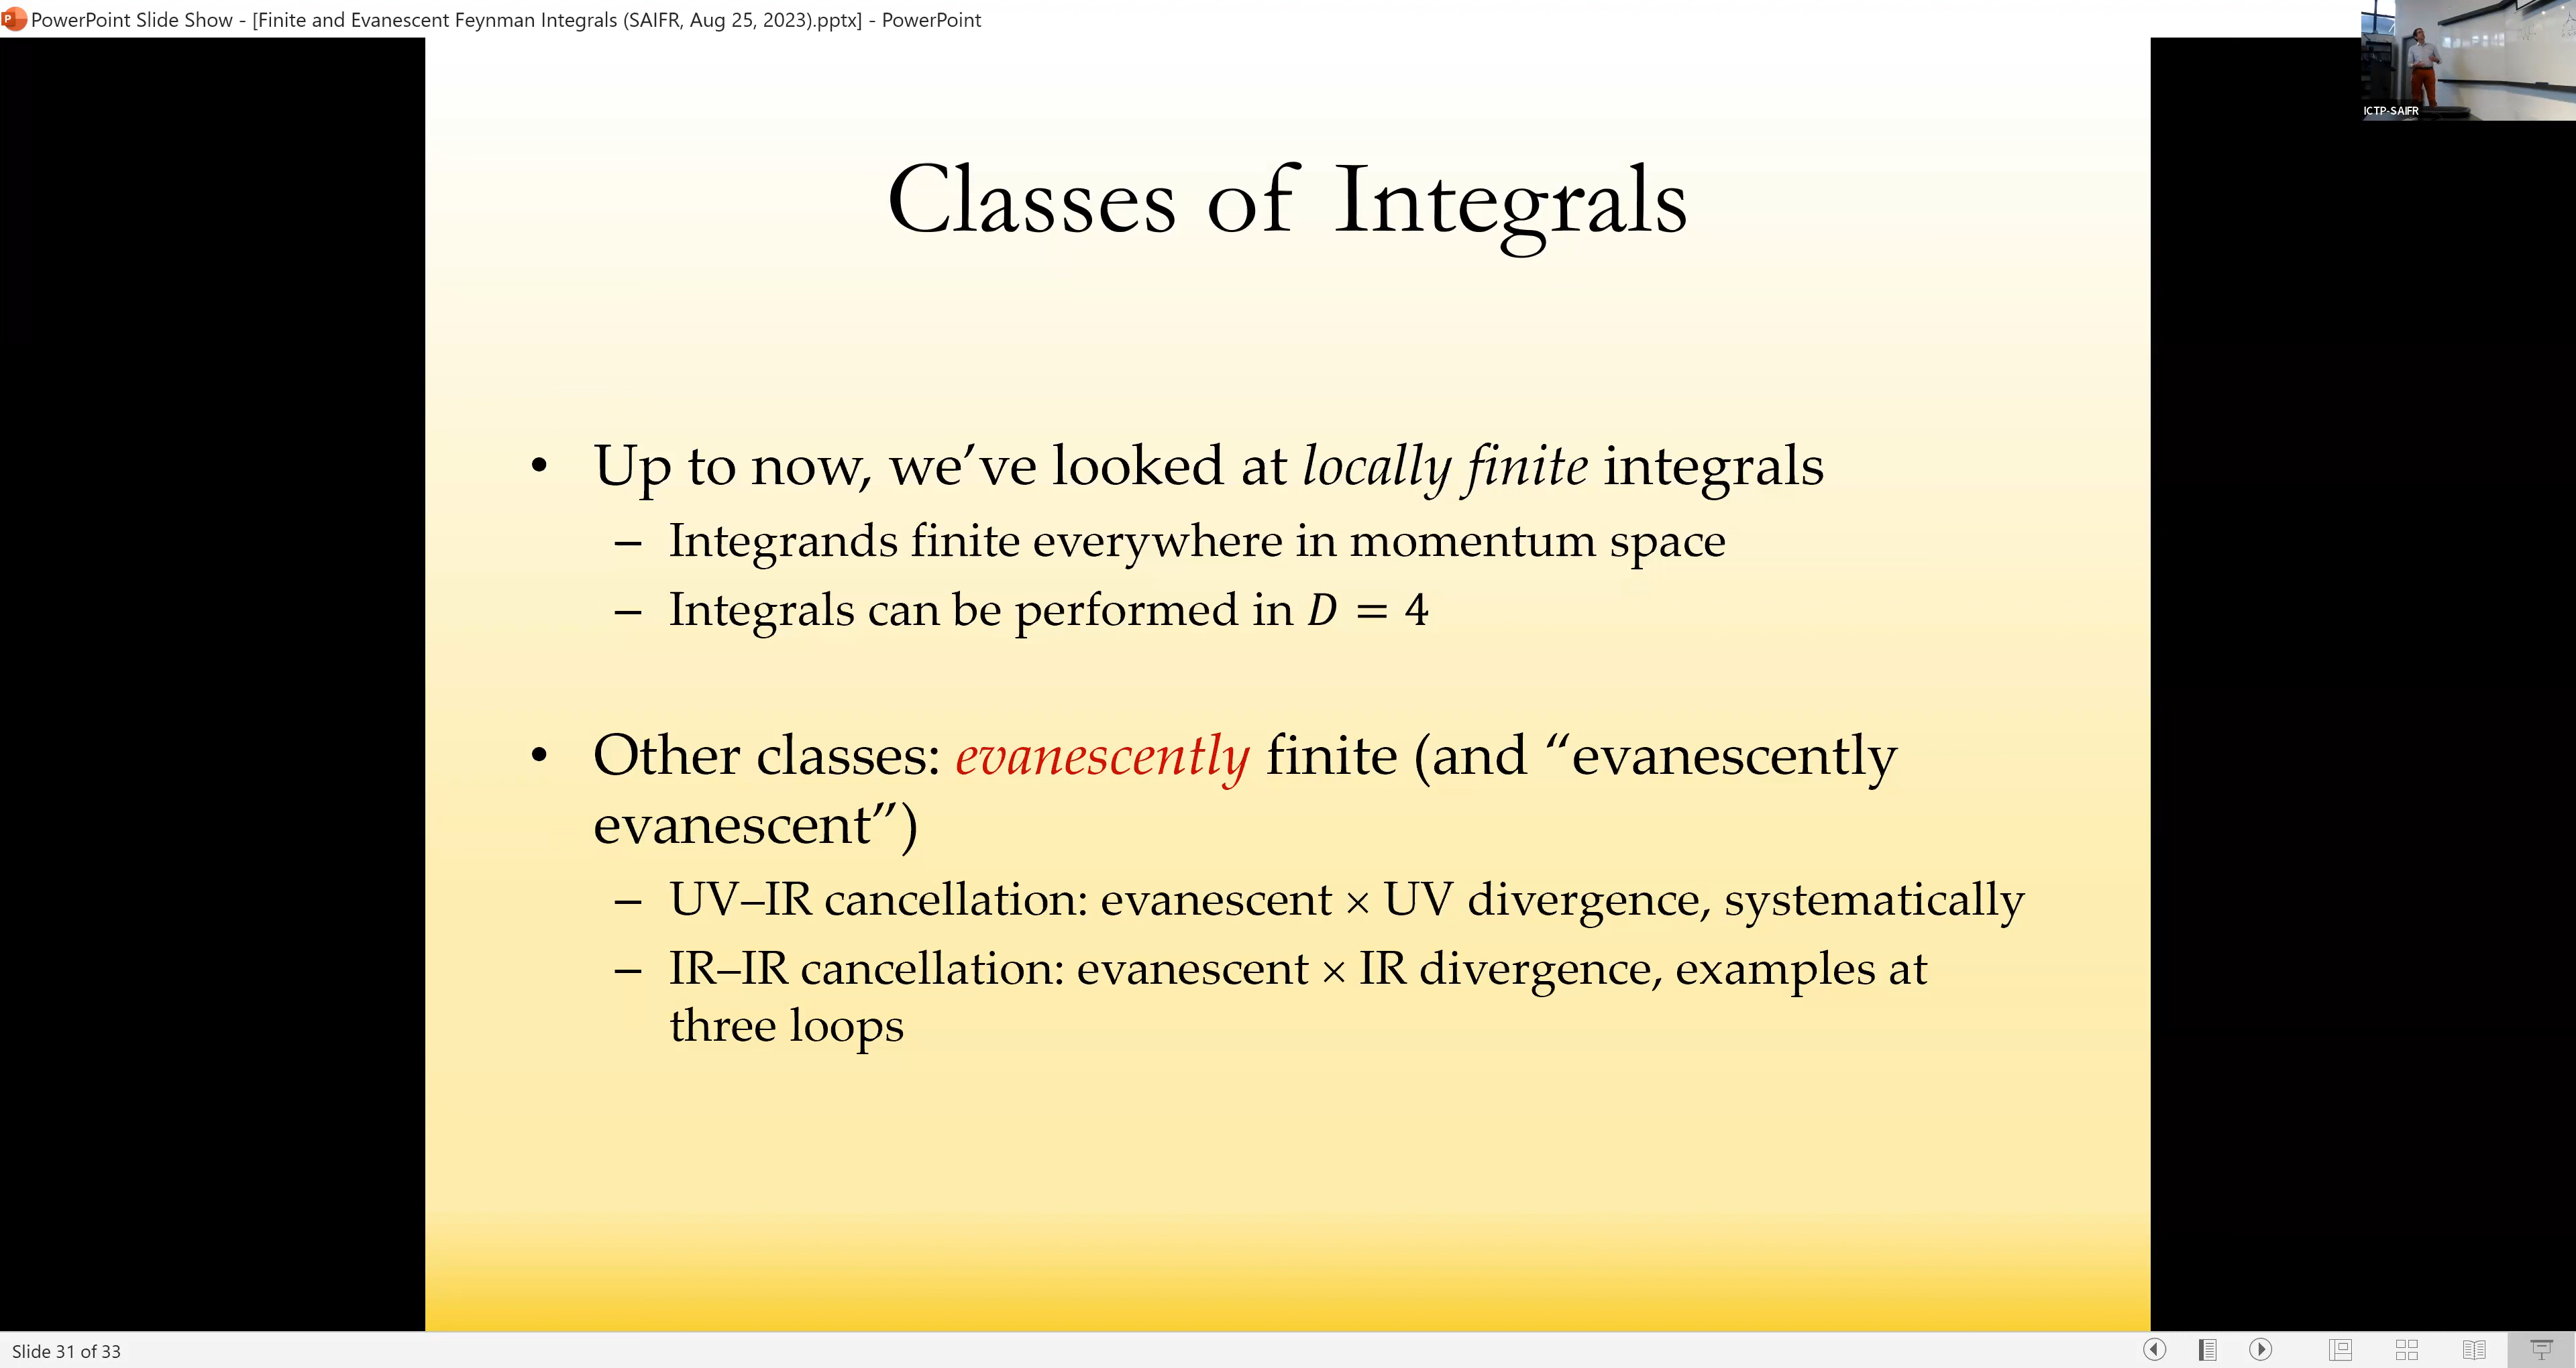 PowerPoint Slide Show - [Finite and Evanescent Feynman Integrals (SAIFR, Aug 25, 2023).pptx] - PowerPoint
ICTP-SAIFR
Classes of Integrals
• Up to now, we’ve looked at locally finite integrals
– Integrands finite everywhere in momentum space
– Integrals can be performed in D = 4
• Other classes: evanescently finite (and “evanescently
evanescent”)
– UV–IR cancellation: evanescent × UV divergence, systematically
– IR–IR cancellation: evanescent × IR divergence, examples at
three loops
Slide 31 of 33